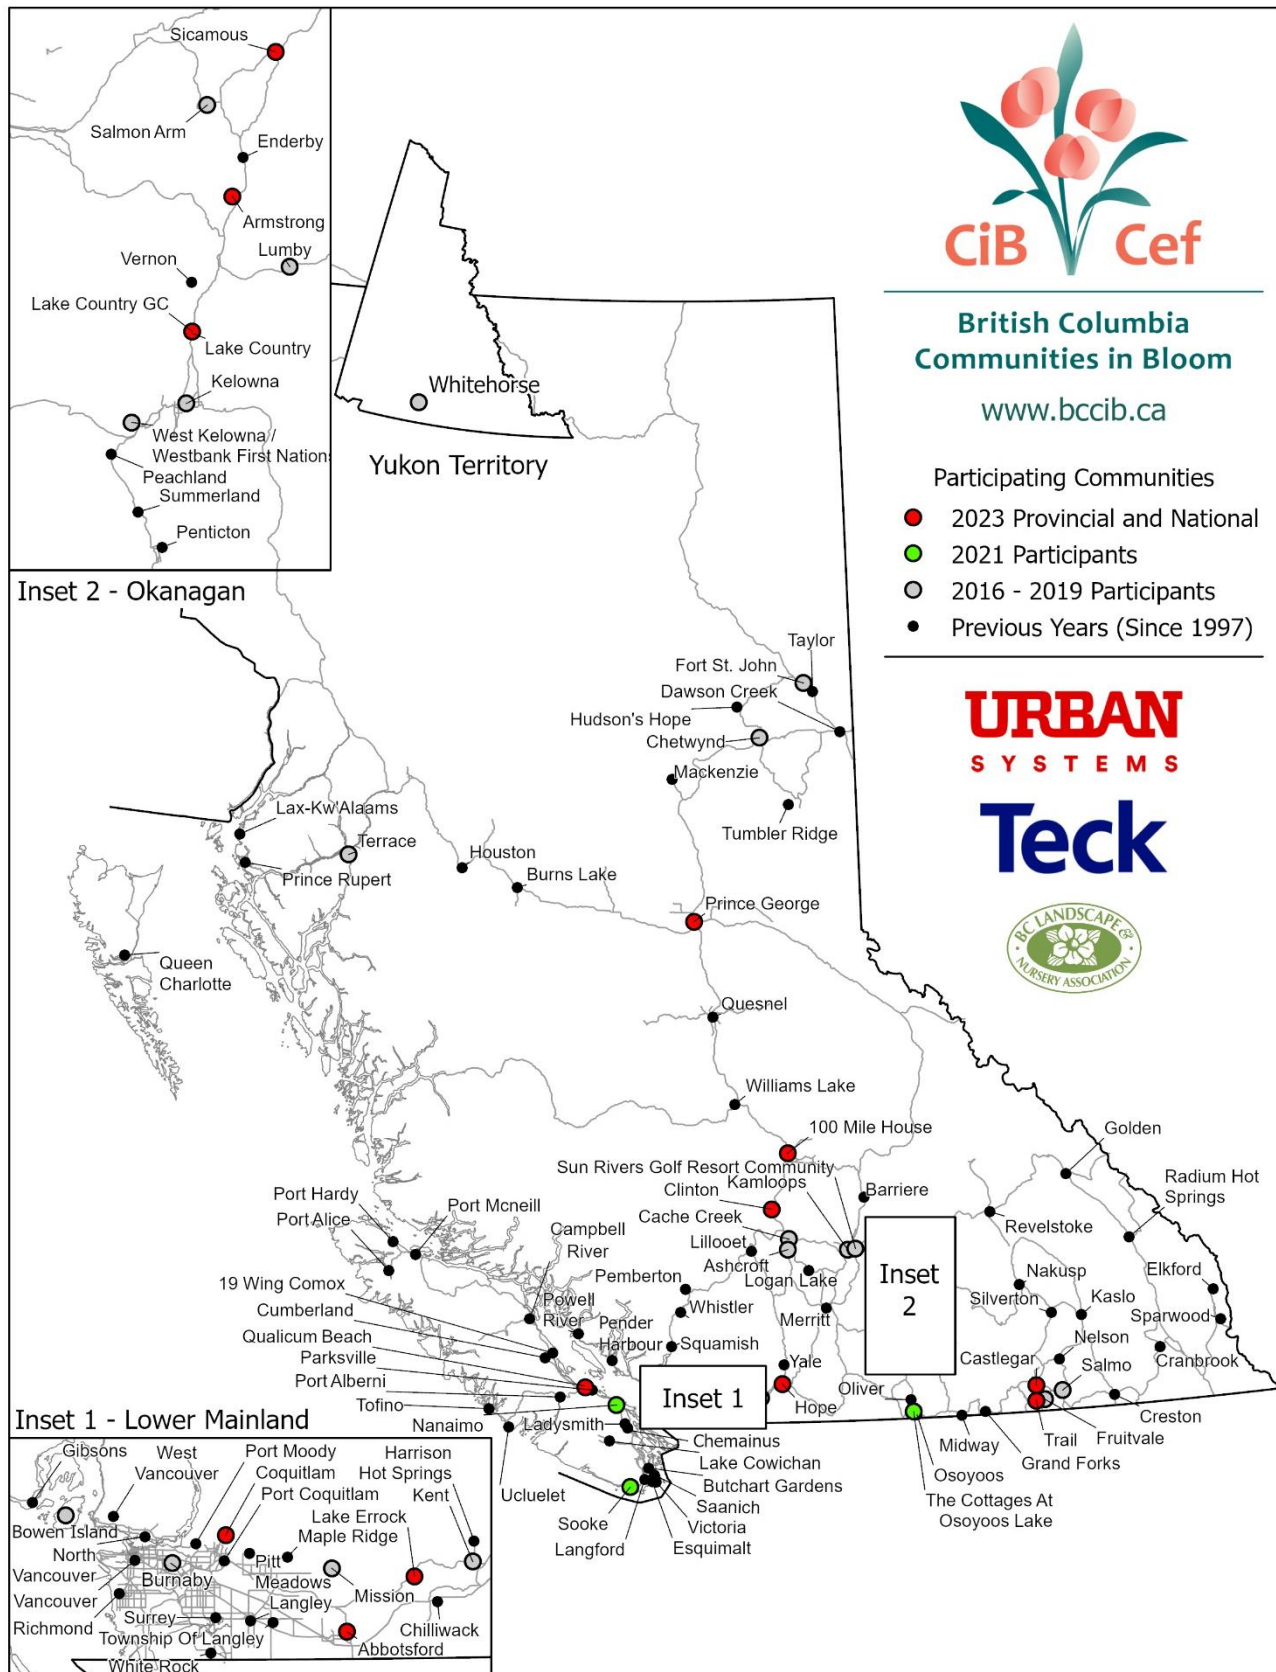 Sicamous
Salmon Arm
Enderby
Armstrong
Lumby
Vernon
Lake Country GC
Lake Country
Kelowna
West Kelowna /
Westbank First Nation
Peachland
Summerland
Penticton
Inset 2 - Okanagan
Whitehorse
Yukon Territory
CiB Cef
British Columbia
Communities in Bloom
www.bccib.ca
Participating Communities
2023 Provincial and National
2021 Participants
2016 - 2019 Participants
Previous Years (Since 1997)
URBAN
SYSTEMS
Teck
BC LANDSCAPE &
NURSERY ASSOCIATION
Taylor
Fort St. John
Dawson Creek
Hudson's Hope
Chetwynd
Mackenzie
Tumbler Ridge
Lax-Kw'Alaams
Terrace
Prince Rupert
Houston
Burns Lake
Prince George
Queen
Charlotte
Quesnel
Williams Lake
100 Mile House
Sun Rivers Golf Resort Community
Kamloops
Clinton
Barriere
Cache Creek
Lillooet
Ashcroft
Logan Lake
Merritt
Golden
Radium Hot
Springs
Revelstoke
Nakusp
Elkford
Silverton
Kaslo
Sparwood
Nelson
Castlegar
Salmo
Cranbrook
Creston
Fruitvale
Trail
Grand Forks
Midway
Oliver
Osoyoos
The Cottages At
Osoyoos Lake
Inset
2
Inset 1
Port Hardy
Port Alice
Port Mcneill
Campbell
River
19 Wing Comox
Cumberland
Qualicum Beach
Parksville
Port Alberni
Tofino
Nanaimo
Powell
River
Pender
Harbour
Pemberton
Whistler
Squamish
Yale
Hope
Ladysmith
Chemainus
Lake Cowichan
Butchart Gardens
Saanich
Victoria
Esquimalt
Ucluelet
Sooke
Langford
Inset 1 - Lower Mainland
Gibsons
West
Vancouver
Port Moody
Coquitlam
Port Coquitlam
Harrison
Hot Springs
Kent
Lake Errock
Maple Ridge
Bowen Island
North
Vancouver
Vancouver
Burnaby
Pitt
Meadows
Mission
Langley
Richmond
Surrey
Township Of Langley
Chilliwack
Abbotsford
White Rock